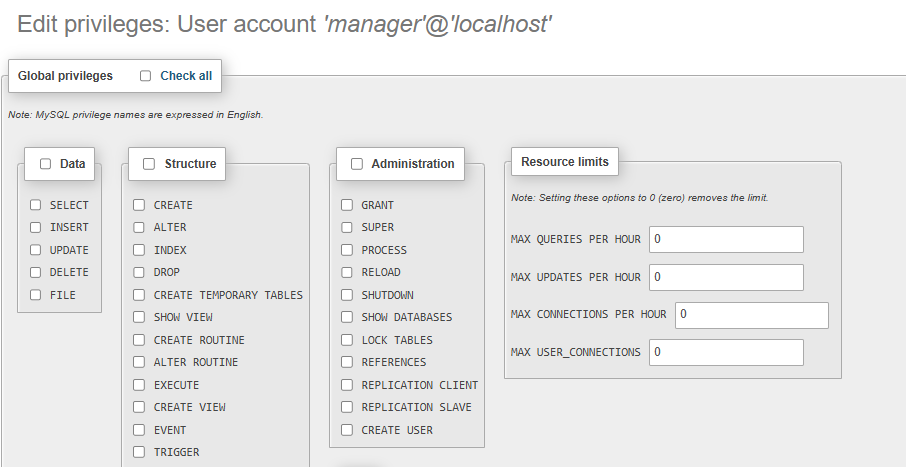 Edit privileges: User account 'manager'@'localhost'
Global privileges Check all
Note: MySQL privilege names are expressed in English.
Data
SELECT
INSERT
UPDATE
DELETE
FILE
Structure
CREATE
ALTER
INDEX
DROP
CREATE TEMPORARY TABLES
SHOW VIEW
CREATE ROUTINE
ALTER ROUTINE
EXECUTE
CREATE VIEW
EVENT
TRIGGER
Administration
GRANT
SUPER
PROCESS
RELOAD
SHUTDOWN
SHOW DATABASES
LOCK TABLES
REFERENCES
REPLICATION CLIENT
REPLICATION SLAVE
CREATE USER
Resource limits
Note: Setting these options to 0 (zero) removes the limit.
MAX QUERIES PER HOUR 0
MAX UPDATES PER HOUR 0
MAX CONNECTIONS PER HOUR 0
MAX USER_CONNECTIONS 0